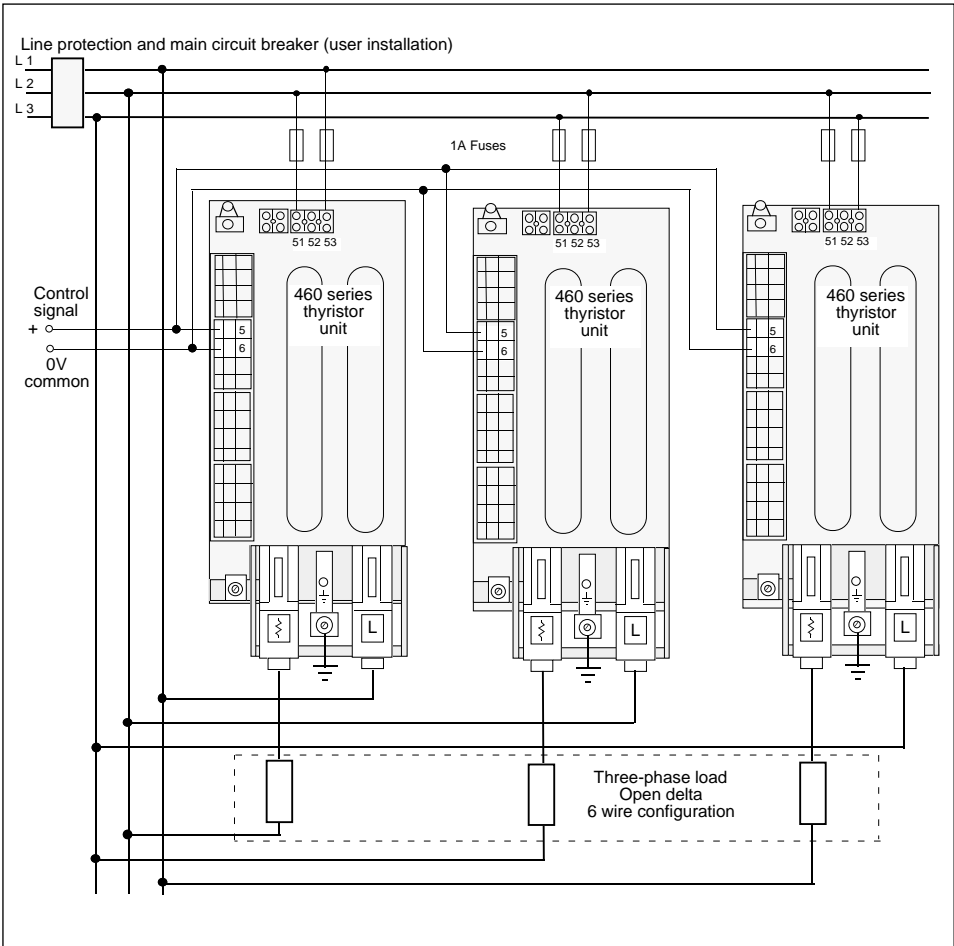 Line protection and main circuit breaker (user installation)
L 1
L 2
L 3
1A Fuses
51 52 53
51 52 53
51 52 53
Control
signal
+
0V
common
5
6
460 series
thyristor
unit
5
6
460 series
thyristor
unit
5
6
460 series
thyristor
unit
L
L
L
Three-phase load
Open delta
6 wire configuration